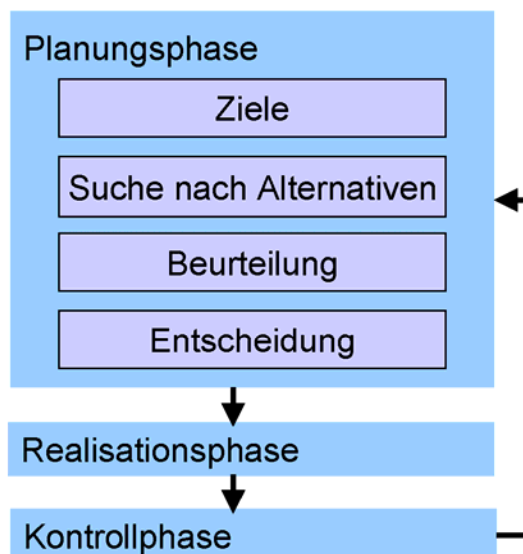 Planungsphase
Ziele
Suche nach Alternativen
Beurteilung
Entscheidung
Realisationsphase
Kontrollphase